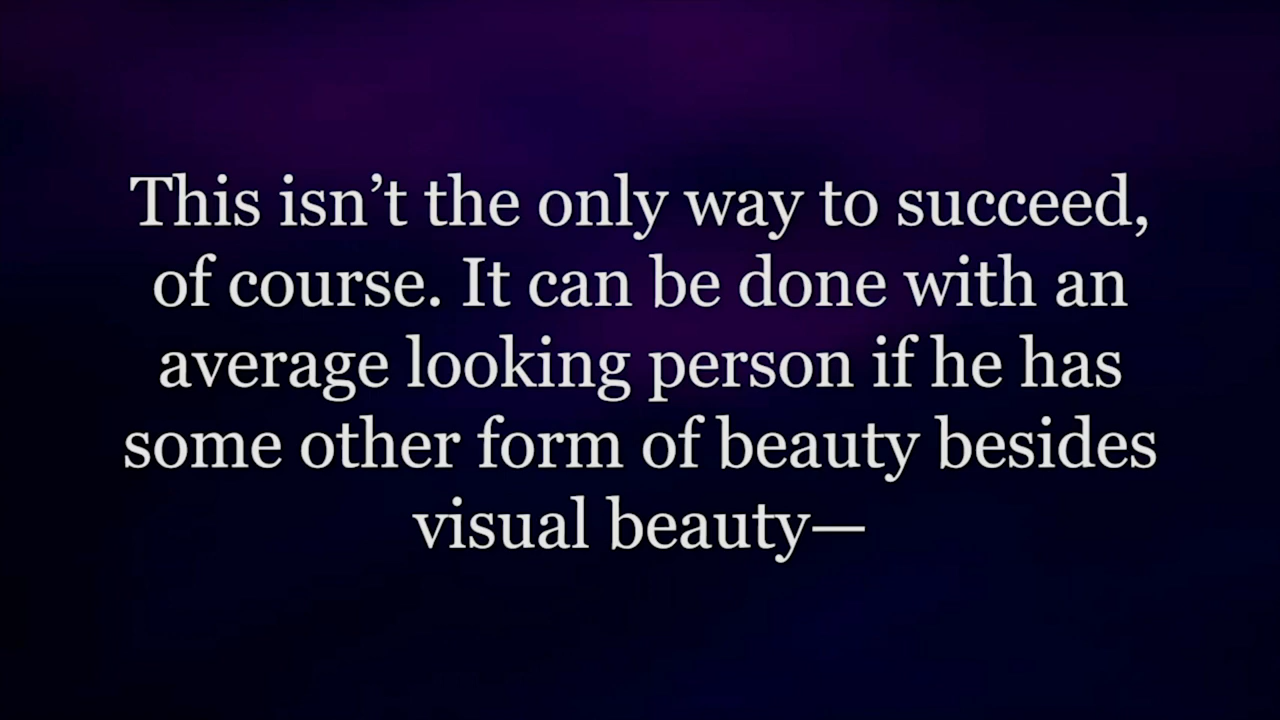 This isn’t the only way to succeed,
of course. It can be done with an
average looking person if he has
some other form of beauty besides
visual beauty—